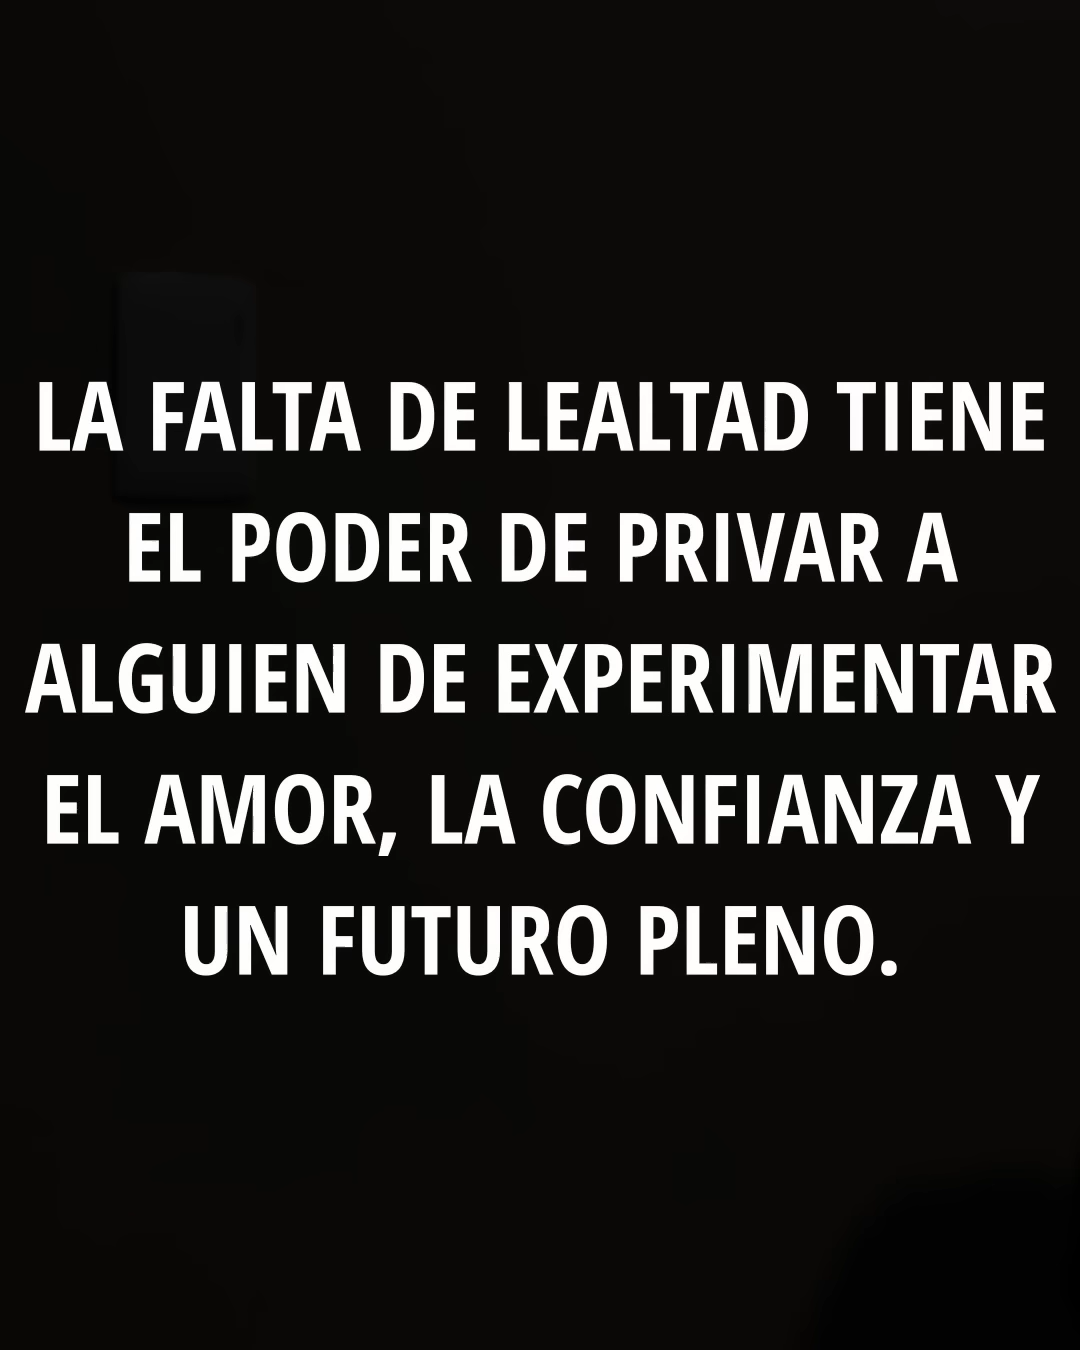 LA FALTA DE LEALTAD TIENE
EL PODER DE PRIVAR A
ALGUIEN DE EXPERIMENTAR
EL AMOR, LA CONFIANZA Y
UN FUTURO PLENO.